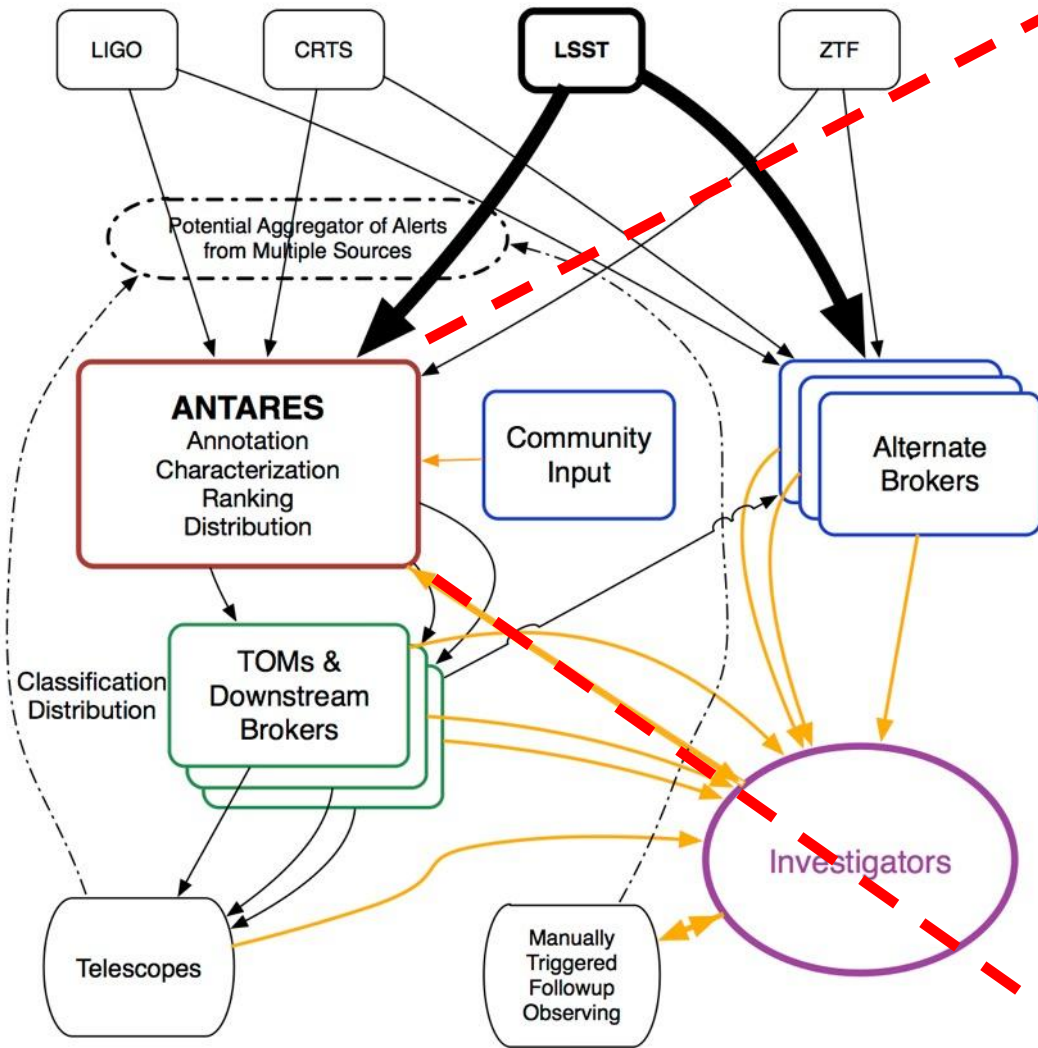 LIGO
CRTS
LSST
ZTF
Potential Aggregator of Alerts
from Multiple Sources
ANTARES
Annotation
Characterization
Ranking
Distribution
Community
Input
Alternate
Brokers
Classification
Distribution
TOMs &
Downstream
Brokers
Investigators
Telescopes
Manually
Triggered
Followup
Observing